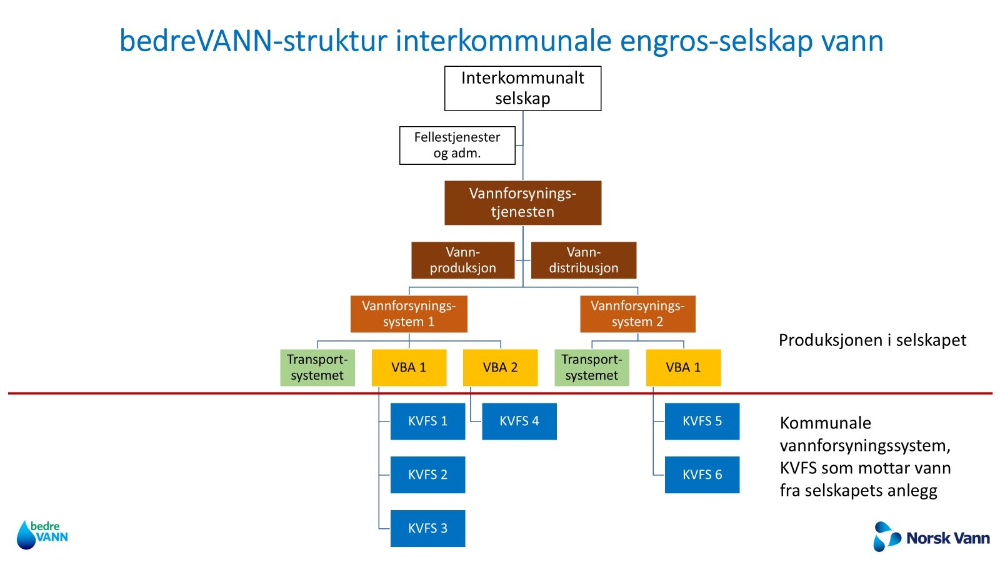 bedreVANN-struktur interkommunale engros-selskap vann
Interkommunalt
selskap
Fellestjenester
og adm.
Vannforsynings-
tjenesten
Vann-
produksjon
Vann-
distribusjon
Vannforsynings-
system 1
Vannforsynings-
system 2
Produksjonen i selskapet
Transport-
systemet
VBA 1
VBA 2
Transport-
systemet
VBA 1
KVFS 1
KVFS 4
KVFS 5
KVFS 2
KVFS 6
KVFS 3
Kommunale
vannforsyningssystem,
KVFS som mottar vann
fra selskapets anlegg
bedre
VANN
Norsk Vann